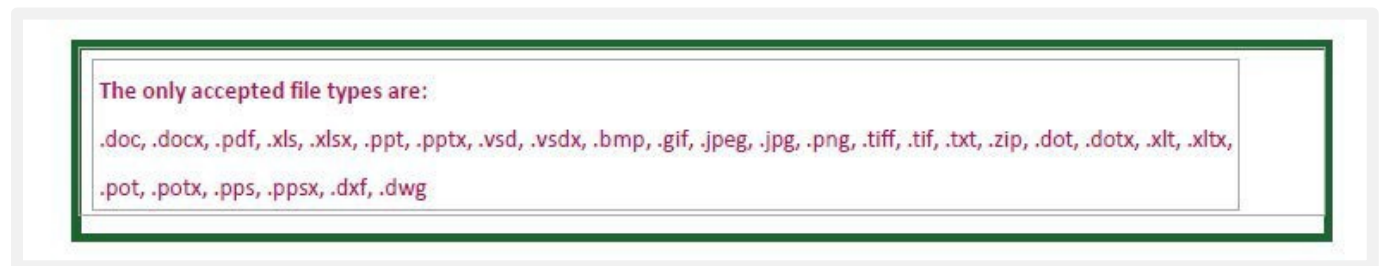 The only accepted file types are:
.doc, .docx, .pdf, .xls, .xlsx, .ppt, .pptx, .vsd, .vsdx, .bmp, .gif, .jpeg, .jpg, .png, .tiff, .tif, .txt, .zip, .dot, .dotx, .xlt, .xltx,
.pot, .potx, .pps, .ppsx, .dxf, .dwg